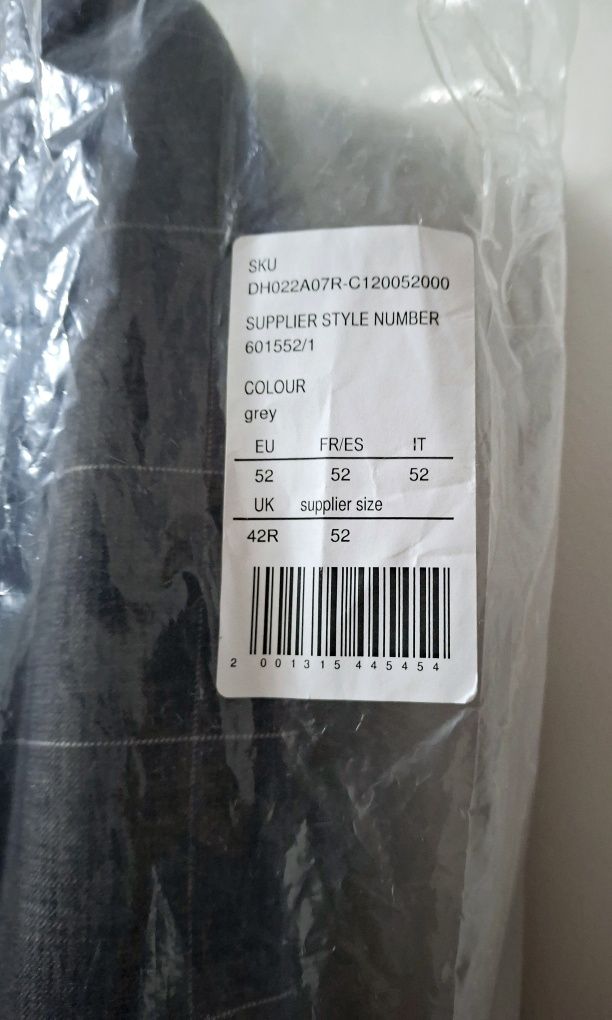 SKU
DH022A07R-C120052000
SUPPLIER STYLE NUMBER
601552/1
COLOUR
grey
EU FR/ES IT
52 52 52
UK supplier size
42R 52
2 001315 445454